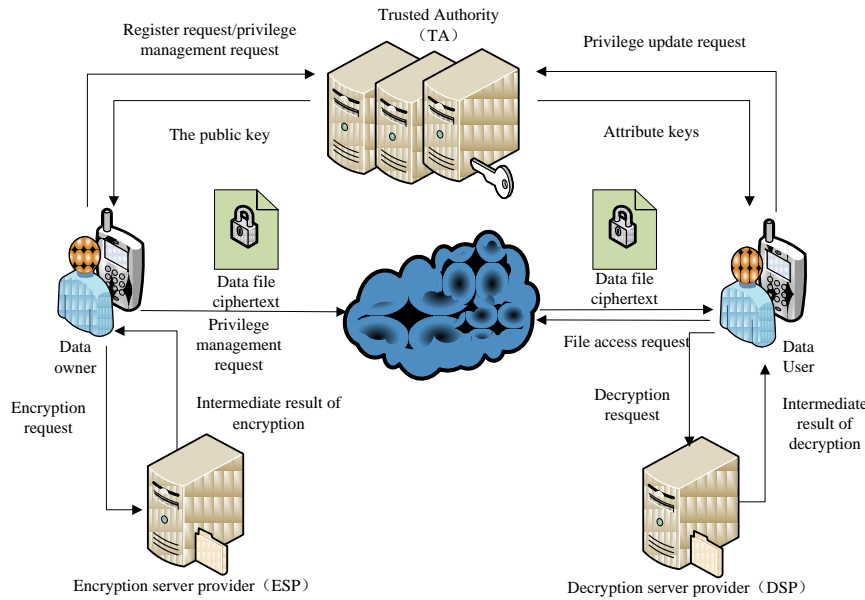 Trusted Authority
（TA）
Register request/privilege
management request
Privilege update request
The public key
Attribute keys
Data file
ciphertext
Data file
ciphertext
Privilege
management
request
File access request
Data
owner
Data
User
Encryption
request
Intermediate result of
encryption
Decryption
resquest
Intermediate
result of
decryption
Encryption server provider（ESP）
Decryption server provider（DSP）